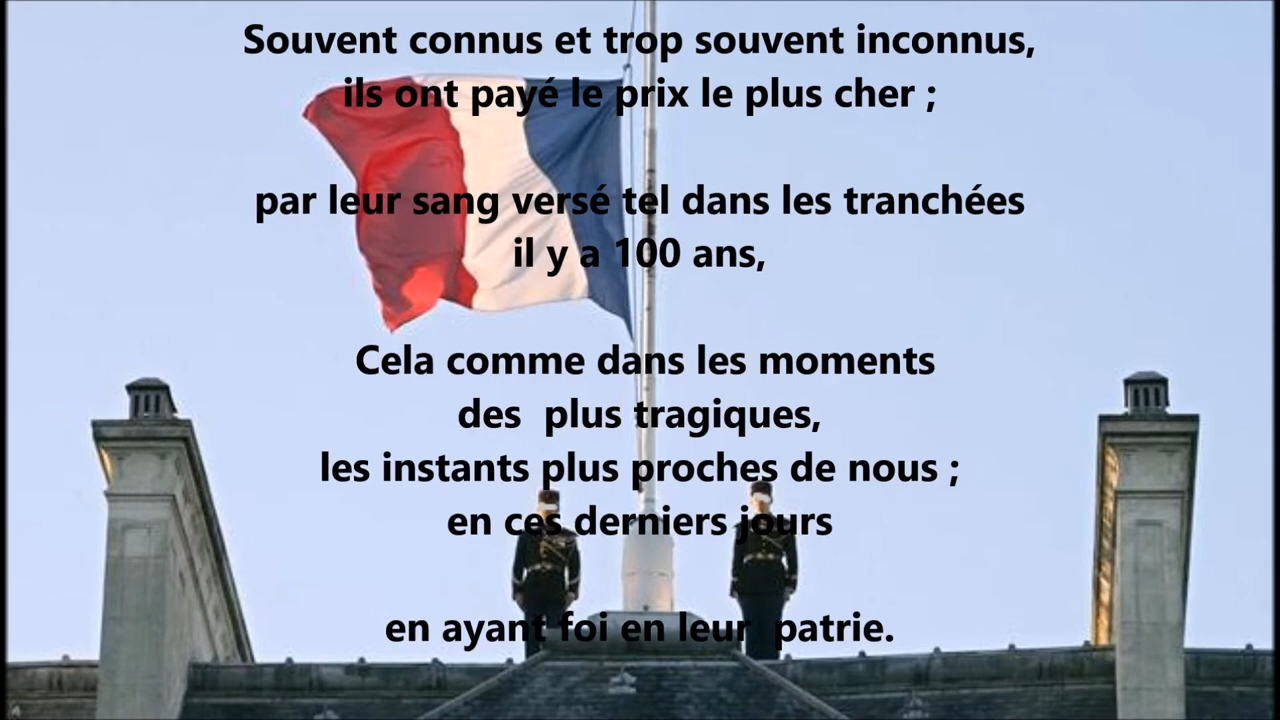 Souvent connus et trop souvent inconnus,
ils ont payé le prix le plus cher ;
par leur sang versé tel dans les tranchées
il y a 100 ans,
Cela comme dans les moments
des  plus tragiques,
les instants plus proches de nous ;
en ces derniers jours
en ayant foi en leur  patrie.